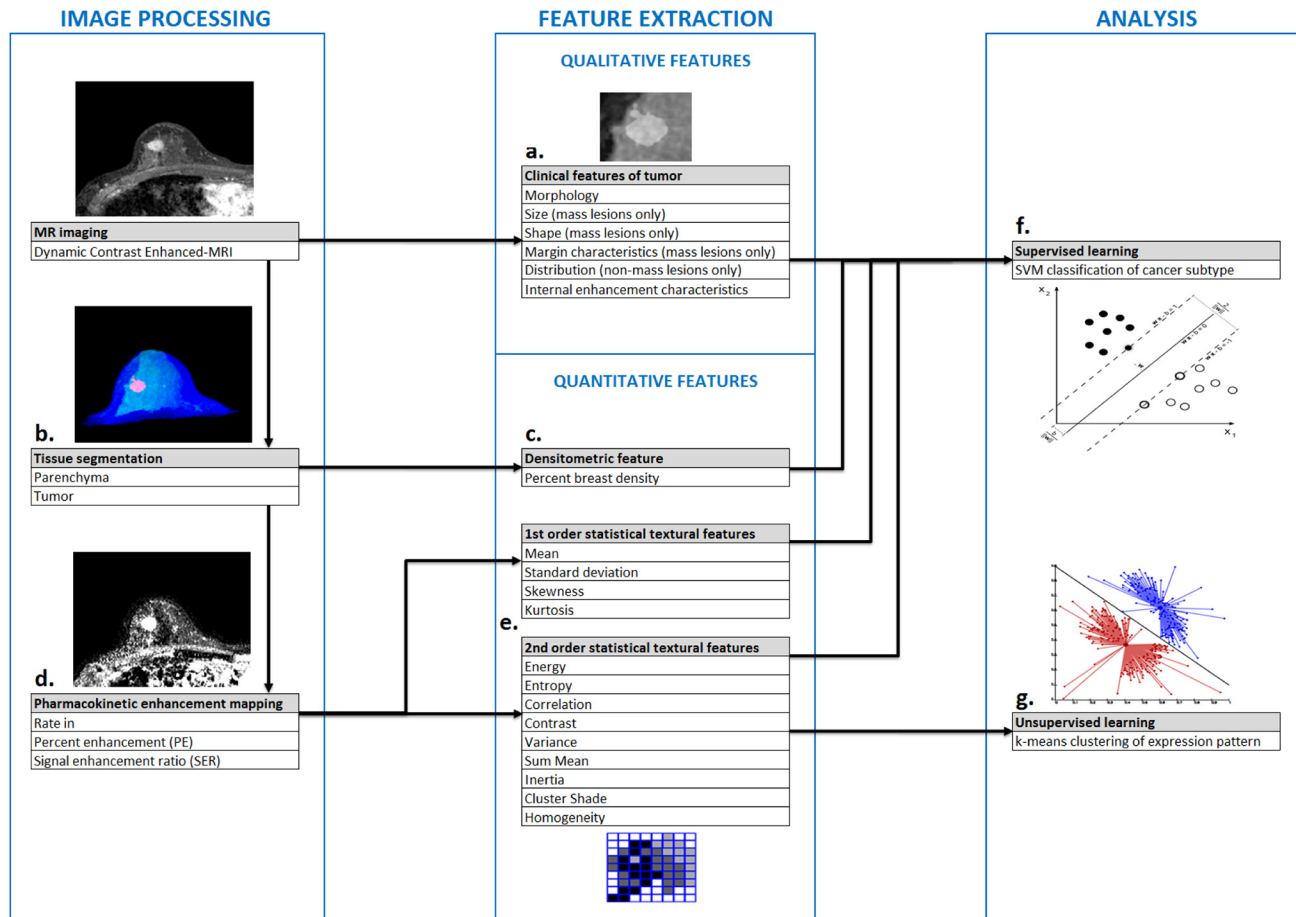 IMAGE PROCESSING
MR imaging
Dynamic Contrast Enhanced-MRI
b.
Tissue segmentation
Parenchyma
Tumor
d.
Pharmacokinetic enhancement mapping
Rate in
Percent enhancement (PE)
Signal enhancement ratio (SER)
FEATURE EXTRACTION
QUALITATIVE FEATURES
a.
Clinical features of tumor
Morphology
Size (mass lesions only)
Shape (mass lesions only)
Margin characteristics (mass lesions only)
Distribution (non-mass lesions only)
Internal enhancement characteristics
QUANTITATIVE FEATURES
c.
Densitometric feature
Percent breast density
1st order statistical textural features
Mean
Standard deviation
Skewness
Kurtosis
e.
2nd order statistical textural features
Energy
Entropy
Correlation
Contrast
Variance
Sum Mean
Inertia
Cluster Shade
Homogeneity
ANALYSIS
f.
Supervised learning
SVM classification of cancer subtype
X2
X1
g.
Unsupervised learning
k-means clustering of expression pattern